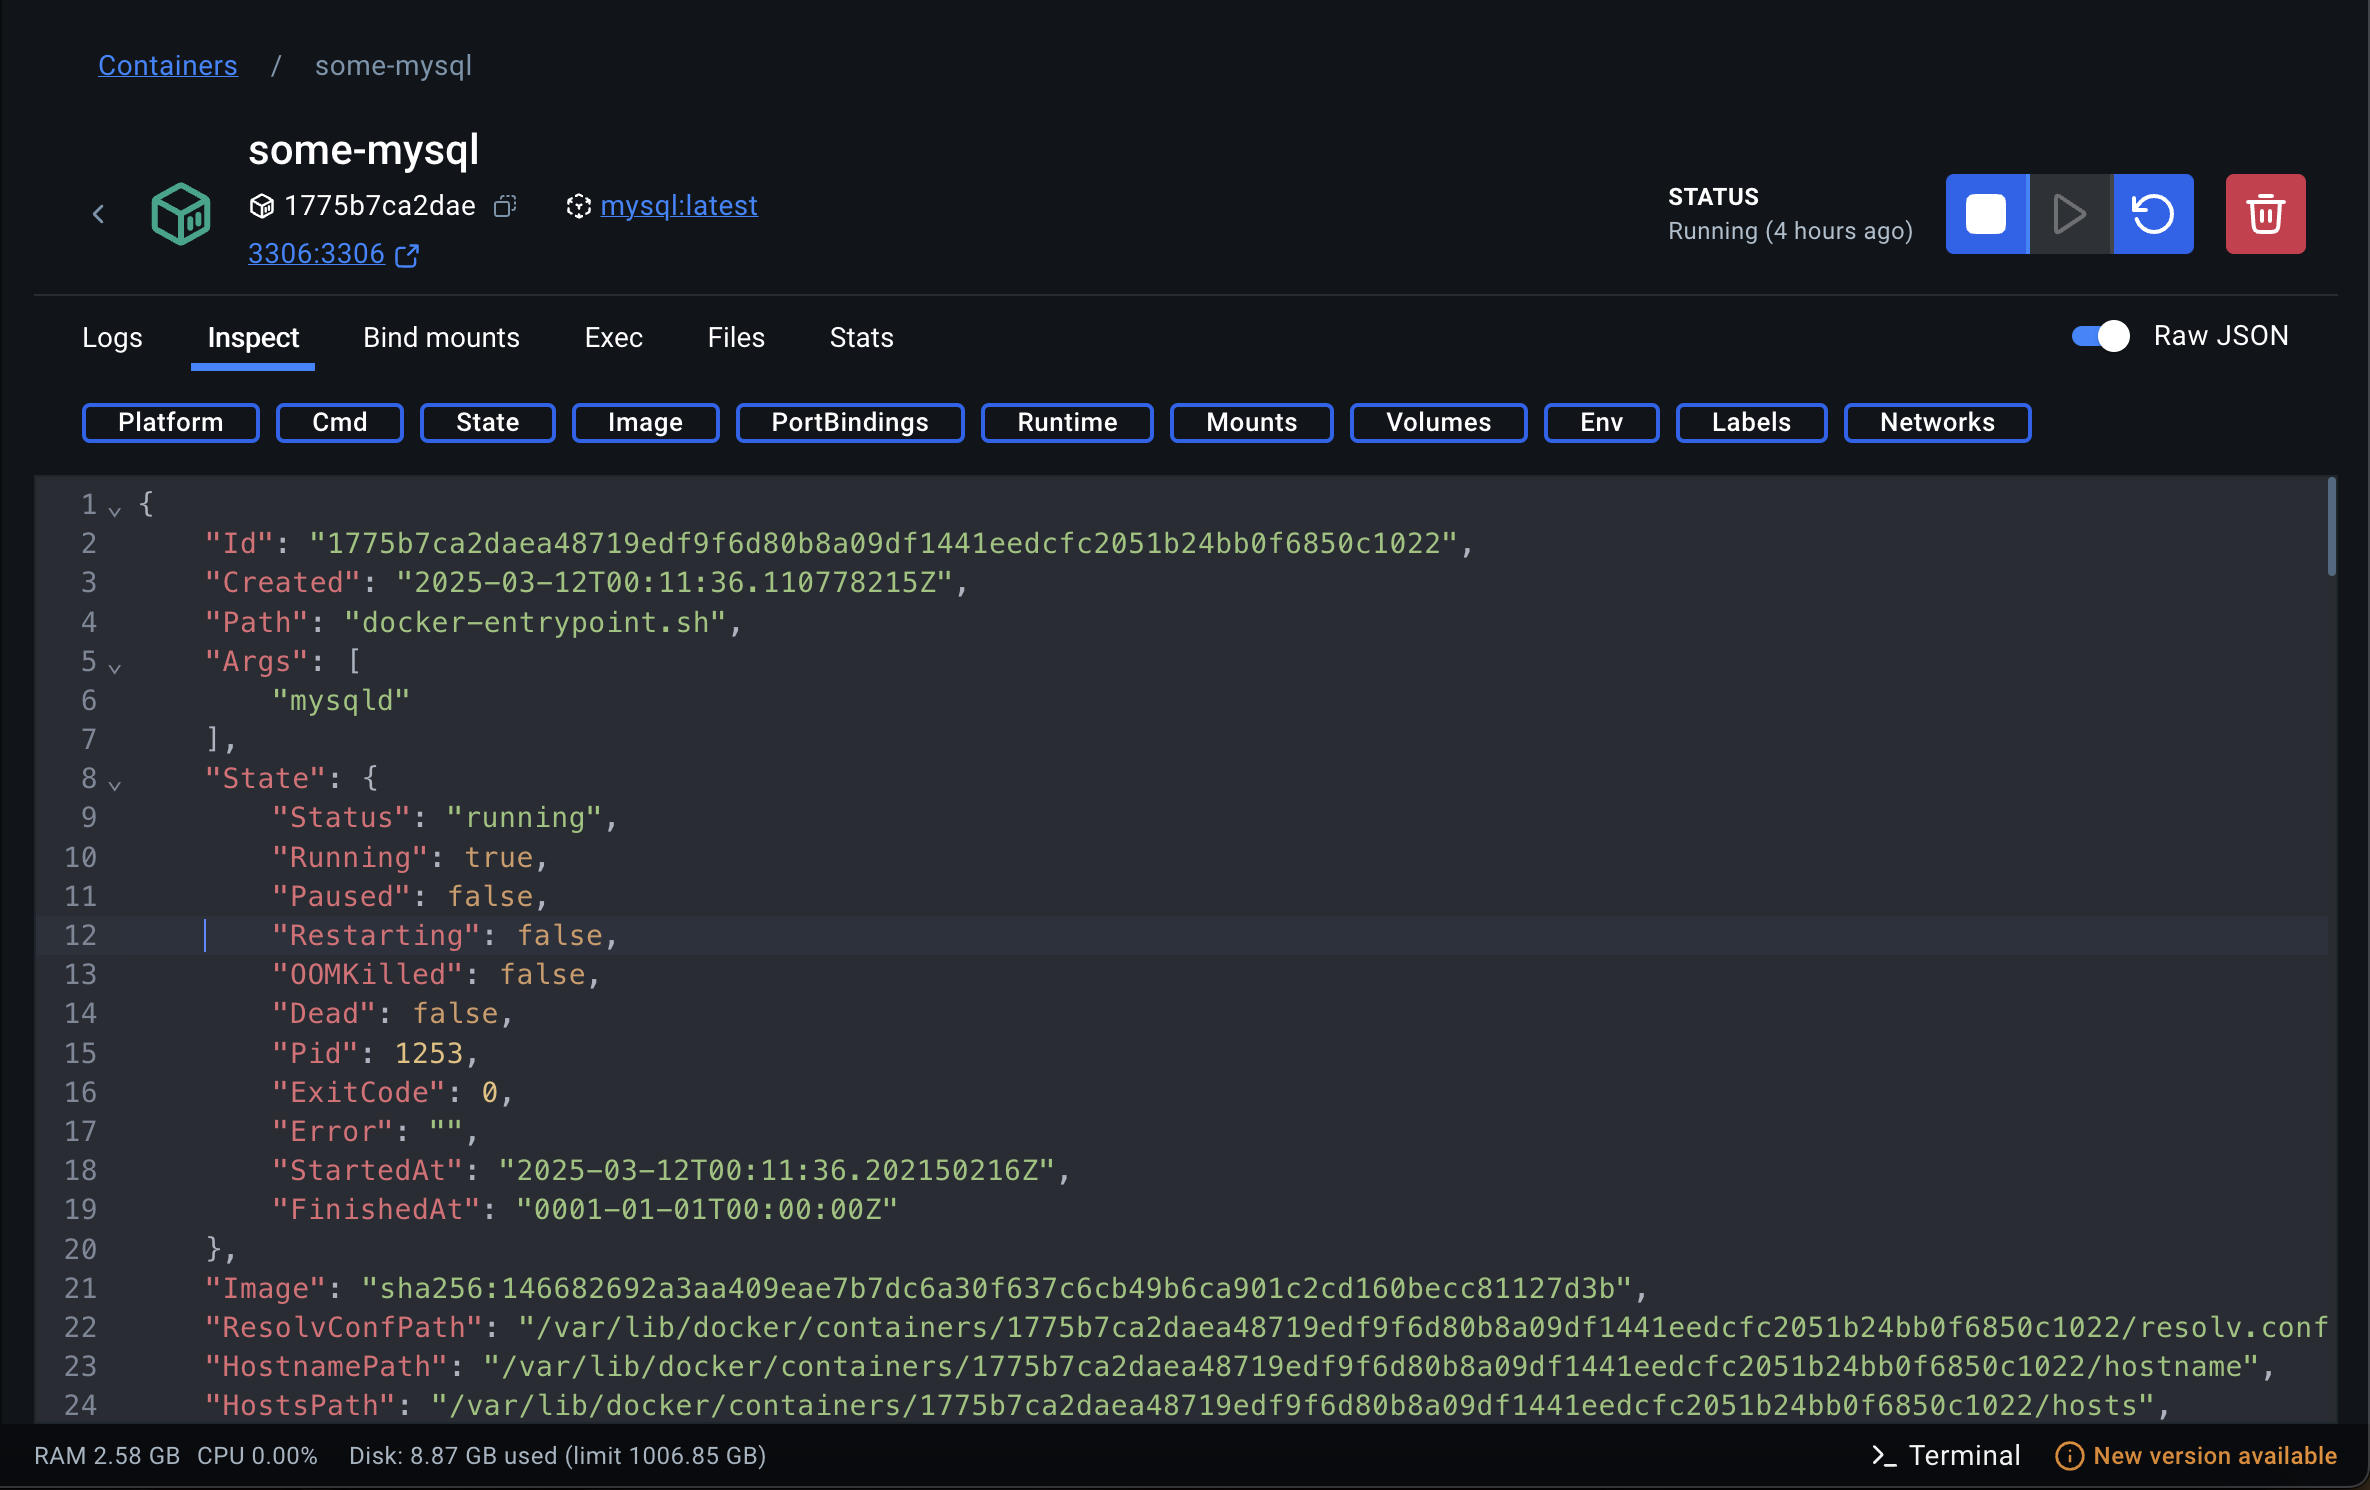 Containers / some-mysql
some-mysql
1775b7ca2dae mysql:latest
3306:3306
STATUS
Running (4 hours ago)
Logs Inspect Bind mounts Exec Files Stats Raw JSON
Platform Cmd State Image PortBindings Runtime Mounts Volumes Env Labels Networks
1 {
2 "Id": "1775b7ca2daea48719edf9f6d80b8a09df1441eedcfc2051b24bb0f6850c1022",
3 "Created": "2025-03-12T00:11:36.110778215Z",
4 "Path": "docker-entrypoint.sh",
5 "Args": [
6 "mysqld"
7 ],
8 "State": {
9 "Status": "running",
10 "Running": true,
11 "Paused": false,
12 "Restarting": false,
13 "OOMKilled": false,
14 "Dead": false,
15 "Pid": 1253,
16 "ExitCode": 0,
17 "Error": "",
18 "StartedAt": "2025-03-12T00:11:36.202150216Z",
19 "FinishedAt": "0001-01-01T00:00:00Z"
20 },
21 "Image": "sha256:146682692a3aa409eae7b7dc6a30f637c6cb49b6ca901c2cd160becc81127d3b",
22 "ResolvConfPath": "/var/lib/docker/containers/1775b7ca2daea48719edf9f6d80b8a09df1441eedcfc2051b24bb0f6850c1022/resolv.conf
23 "HostnamePath": "/var/lib/docker/containers/1775b7ca2daea48719edf9f6d80b8a09df1441eedcfc2051b24bb0f6850c1022/hostname",
24 "HostsPath": "/var/lib/docker/containers/1775b7ca2daea48719edf9f6d80b8a09df1441eedcfc2051b24bb0f6850c1022/hosts",
RAM 2.58 GB CPU 0.00% Disk: 8.87 GB used (limit 1006.85 GB) Terminal New version available